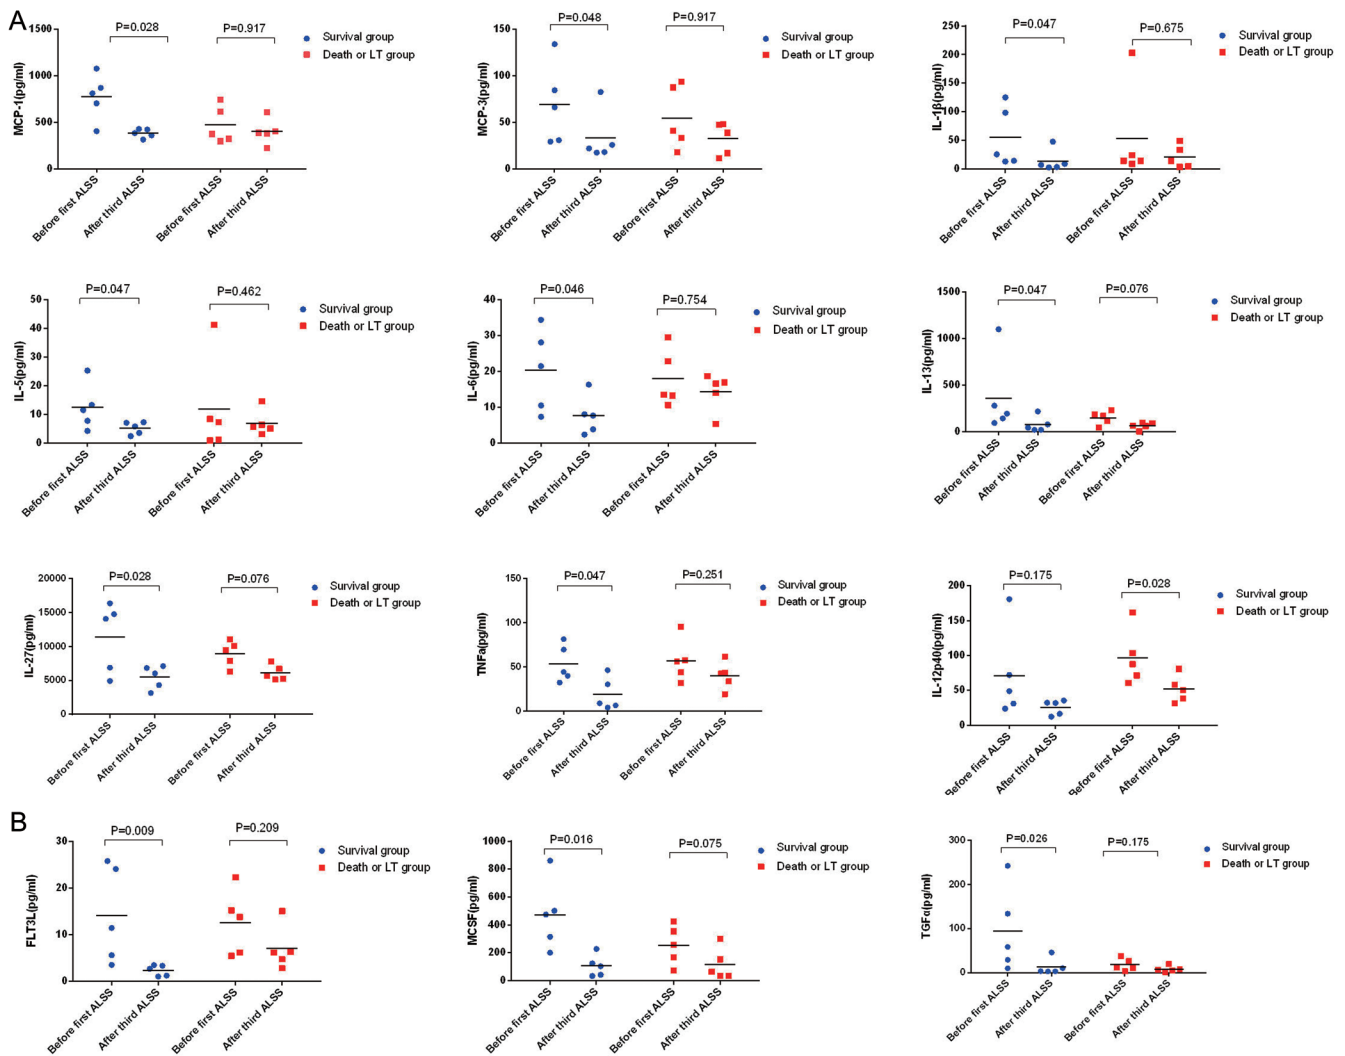 A
MCP-1(pg/ml)
1500
1000
500
0
P=0.028
P=0.917
Survival group
Death or LT group
Before first ALSS
After third ALSS
Before first ALSS
After third ALSS
MCP-3(pg/ml)
150
100
50
0
P=0.048
P=0.917
Survival group
Death or LT group
Before first ALSS
After third ALSS
Before first ALSS
After third ALSS
IL-1β(pg/ml)
250
200
150
100
50
0
P=0.047
P=0.675
Survival group
Death or LT group
Before first ALSS
After third ALSS
Before first ALSS
After third ALSS
IL-5(pg/ml)
50
40
30
20
10
0
P=0.047
P=0.462
Survival group
Death or LT group
Before first ALSS
After third ALSS
Before first ALSS
After third ALSS
IL-6(pg/ml)
40
30
20
10
0
P=0.046
P=0.754
Survival group
Death or LT group
Before first ALSS
After third ALSS
Before first ALSS
After third ALSS
IL-13(pg/ml)
1500
1000
500
0
P=0.047
P=0.076
Survival group
Death or LT group
Before first ALSS
After third ALSS
Before first ALSS
After third ALSS
IL-27(pg/ml)
20000
15000
10000
5000
0
P=0.028
P=0.076
Survival group
Death or LT group
Before first ALSS
After third ALSS
Before first ALSS
After third ALSS
TNFa(pg/ml)
150
100
50
0
P=0.047
P=0.251
Survival group
Death or LT group
Before first ALSS
After third ALSS
Before first ALSS
After third ALSS
IL-12p40(pg/ml)
200
150
100
50
0
P=0.175
P=0.028
Survival group
Death or LT group
Before first ALSS
After third ALSS
Before first ALSS
After third ALSS
B
FLT3L(pg/ml)
30
20
10
0
P=0.009
P=0.209
Survival group
Death or LT group
Before first ALSS
After third ALSS
Before first ALSS
After third ALSS
MCSF(pg/ml)
1000
800
600
400
200
0
P=0.016
P=0.075
Survival group
Death or LT group
Before first ALSS
After third ALSS
Before first ALSS
After third ALSS
TGFα(pg/ml)
300
200
100
0
P=0.026
P=0.175
Survival group
Death or LT group
Before first ALSS
After third ALSS
Before first ALSS
After third ALSS